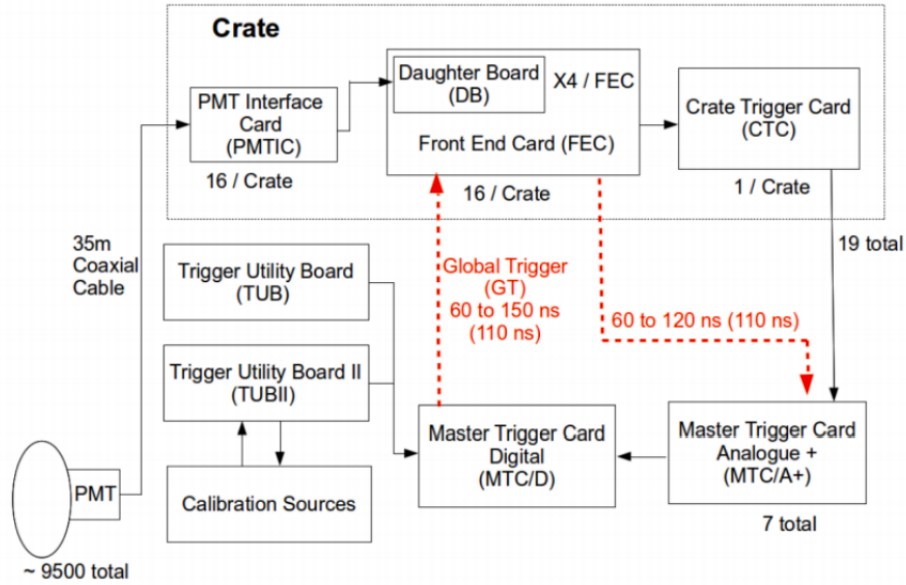 Crate
PMT Interface
Card
(PMTIC)
16 / Crate
Daughter Board
(DB)
X4 / FEC
Front End Card (FEC)
16 / Crate
Crate Trigger Card
(CTC)
1 / Crate
19 total
35m
Coaxial
Cable
Trigger Utility Board
(TUB)
Global Trigger
(GT)
60 to 150 ns
(110 ns)
60 to 120 ns (110 ns)
Trigger Utility Board II
(TUBII)
Master Trigger Card
Digital
(MTC/D)
Master Trigger Card
Analogue +
(MTC/A+)
7 total
PMT
Calibration Sources
~ 9500 total